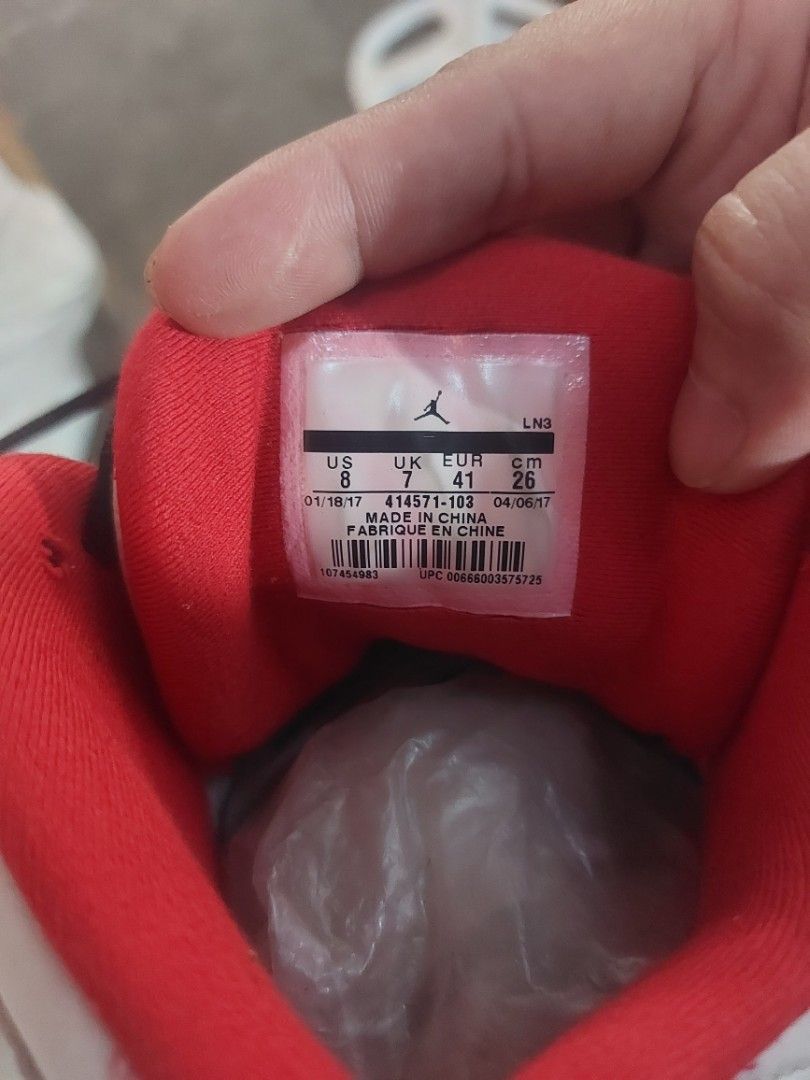 LN3
US UK EUR cm
8 7 41 26
01/18/17 414571-103 04/06/17
MADE IN CHINA
FABRIQUE EN CHINE
107454983 UPC 00666003575725